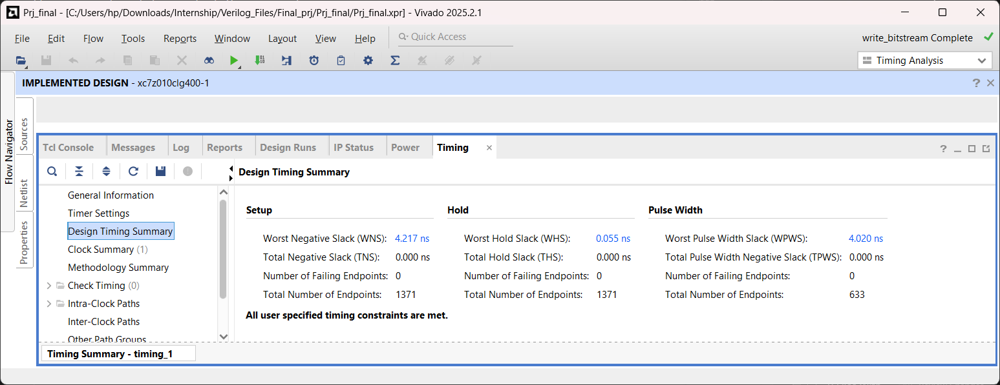 Prj_final - [C:/Users/hp/Downloads/Internship/Verilog_Files/Final_prj/Prj_final/Prj_final.xpr] - Vivado 2025.2.1
File Edit Flow Tools Reports Window Layout View Help Quick Access write_bitstream Complete
Timing Analysis
IMPLEMENTED DESIGN - xc7z010clg400-1 ?
Flow Navigator
Sources
Netlist
Properties
Tcl Console Messages Log Reports Design Runs IP Status Power Timing ?
Design Timing Summary
General Information
Timer Settings
Design Timing Summary
Clock Summary (1)
Methodology Summary
Check Timing (0)
Intra-Clock Paths
Inter-Clock Paths
Other Path Groups
Setup Hold Pulse Width
Worst Negative Slack (WNS): 4.217 ns Worst Hold Slack (WHS): 0.055 ns Worst Pulse Width Slack (WPWS): 4.020 ns
Total Negative Slack (TNS): 0.000 ns Total Hold Slack (THS): 0.000 ns Total Pulse Width Negative Slack (TPWS): 0.000 ns
Number of Failing Endpoints: 0 Number of Failing Endpoints: 0 Number of Failing Endpoints: 0
Total Number of Endpoints: 1371 Total Number of Endpoints: 1371 Total Number of Endpoints: 633
All user specified timing constraints are met.
Timing Summary - timing_1